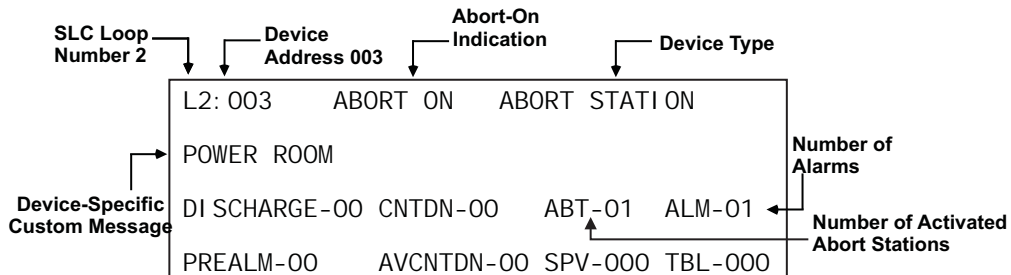 SLC Loop
Number 2
Device
Address 003
Abort-On
Indication
Device Type
L2:003 ABORT ON ABORT STATION
POWER ROOM
Number of
Alarms
Device-Specific
Custom Message
DISCHARGE-00 CNTDN-00 ABT-01 ALM-01
Number of Activated
Abort Stations
PREALM-00 AVCNTDN-00 SPV-000 TBL-000